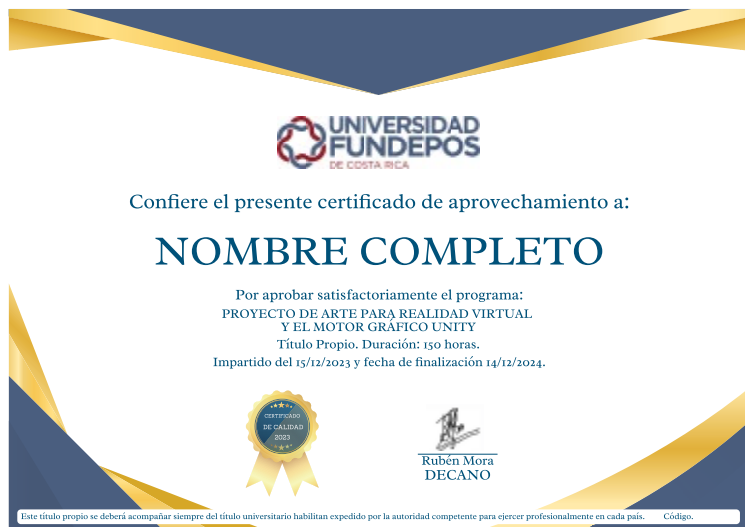 UNIVERSIDAD
FUNDEPOS
DE COSTA RICA
Confiere el presente certificado de aprovechamiento a:
NOMBRE COMPLETO
Por aprobar satisfactoriamente el programa:
PROYECTO DE ARTE PARA REALIDAD VIRTUAL
Y EL MOTOR GRÁFICO UNITY
Título Propio. Duración: 150 horas.
Impartido del 15/12/2023 y fecha de finalización 14/12/2024.
CERTIFICADO
DE CALIDAD
2023
Rubén Mora
DECANO
Este título propio se deberá acompañar siempre del título universitario habilitan expedido por la autoridad competente para ejercer profesionalmente en cada país. Código.